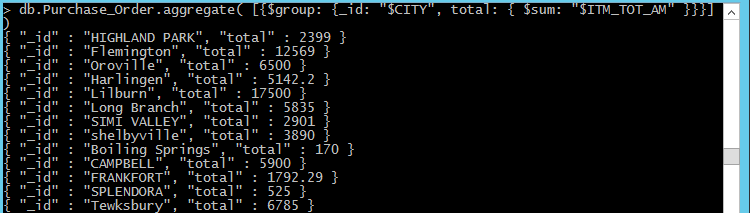 > db.Purchase_Order.aggregate( [{$group: {_id: "$CITY", total: { $sum: "$ITM_TOT_AM" }}}]
)
{ "_id" : "HIGHLAND PARK", "total" : 2399 }
{ "_id" : "Flemington", "total" : 12569 }
{ "_id" : "Oroville", "total" : 6500 }
{ "_id" : "Harlingen", "total" : 5142.2 }
{ "_id" : "Lilburn", "total" : 17500 }
{ "_id" : "Long Branch", "total" : 5835 }
{ "_id" : "SIMI VALLEY", "total" : 2901 }
{ "_id" : "shelbyville", "total" : 3890 }
{ "_id" : "Boiling Springs", "total" : 170 }
{ "_id" : "CAMPBELL", "total" : 5900 }
{ "_id" : "FRANKFORT", "total" : 1792.29 }
{ "_id" : "SPLENDORA", "total" : 525 }
{ "_id" : "Tewksbury", "total" : 6785 }